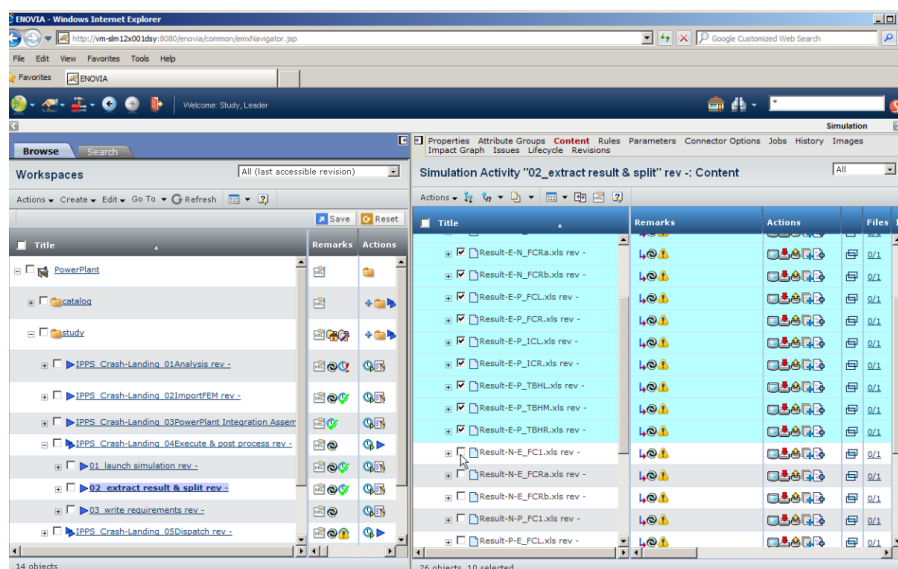 ENOVIA - Windows Internet Explorer
http://vm-slm12x001dsy:8080/enovia/common/emxNavigator.jsp
Google Customized Web Search
File Edit View Favorites Tools Help
Favorites ENOVIA
Welcome: Study, Leader *
Simulation
Browse Search
Properties Attribute Groups Content Rules Parameters Connector Options Jobs History Images
Impact Graph Issues Lifecycle Revisions
Workspaces All (last accessible revision)
Simulation Activity "02_extract result & split" rev -: Content All
Actions Create Edit Go To Refresh
Actions
Save Reset
Title Remarks Actions
PowerPlant
catalog
study
IPPS_Crash-Landing_01Analysis rev -
IPPS_Crash-Landing_02ImportFEM rev -
IPPS_Crash-Landing_03PowerPlant Integration Assem
IPPS_Crash-Landing_04Execute & post process rev -
01_launch simulation rev -
02_extract result & split rev -
03_write requirements rev -
IPPS_Crash-Landing_05Dispatch rev -
14 objects
Title Remarks Actions Files
Result-E-N_FCRa.xls rev - 0/1
Result-E-N_FCRb.xls rev - 0/1
Result-E-P_FCL.xls rev - 0/1
Result-E-P_FCR.xls rev - 0/1
Result-E-P_ICL.xls rev - 0/1
Result-E-P_ICR.xls rev - 0/1
Result-E-P_TBHL.xls rev - 0/1
Result-E-P_TBHM.xls rev - 0/1
Result-E-P_TBHR.xls rev - 0/1
Result-N-E_FC1.xls rev - 0/1
Result-N-E_FCRa.xls rev - 0/1
Result-N-E_FCRb.xls rev - 0/1
Result-N-P_FC1.xls rev - 0/1
Result-P-E_FCL.xls rev - 0/1
26 objects, 10 selected